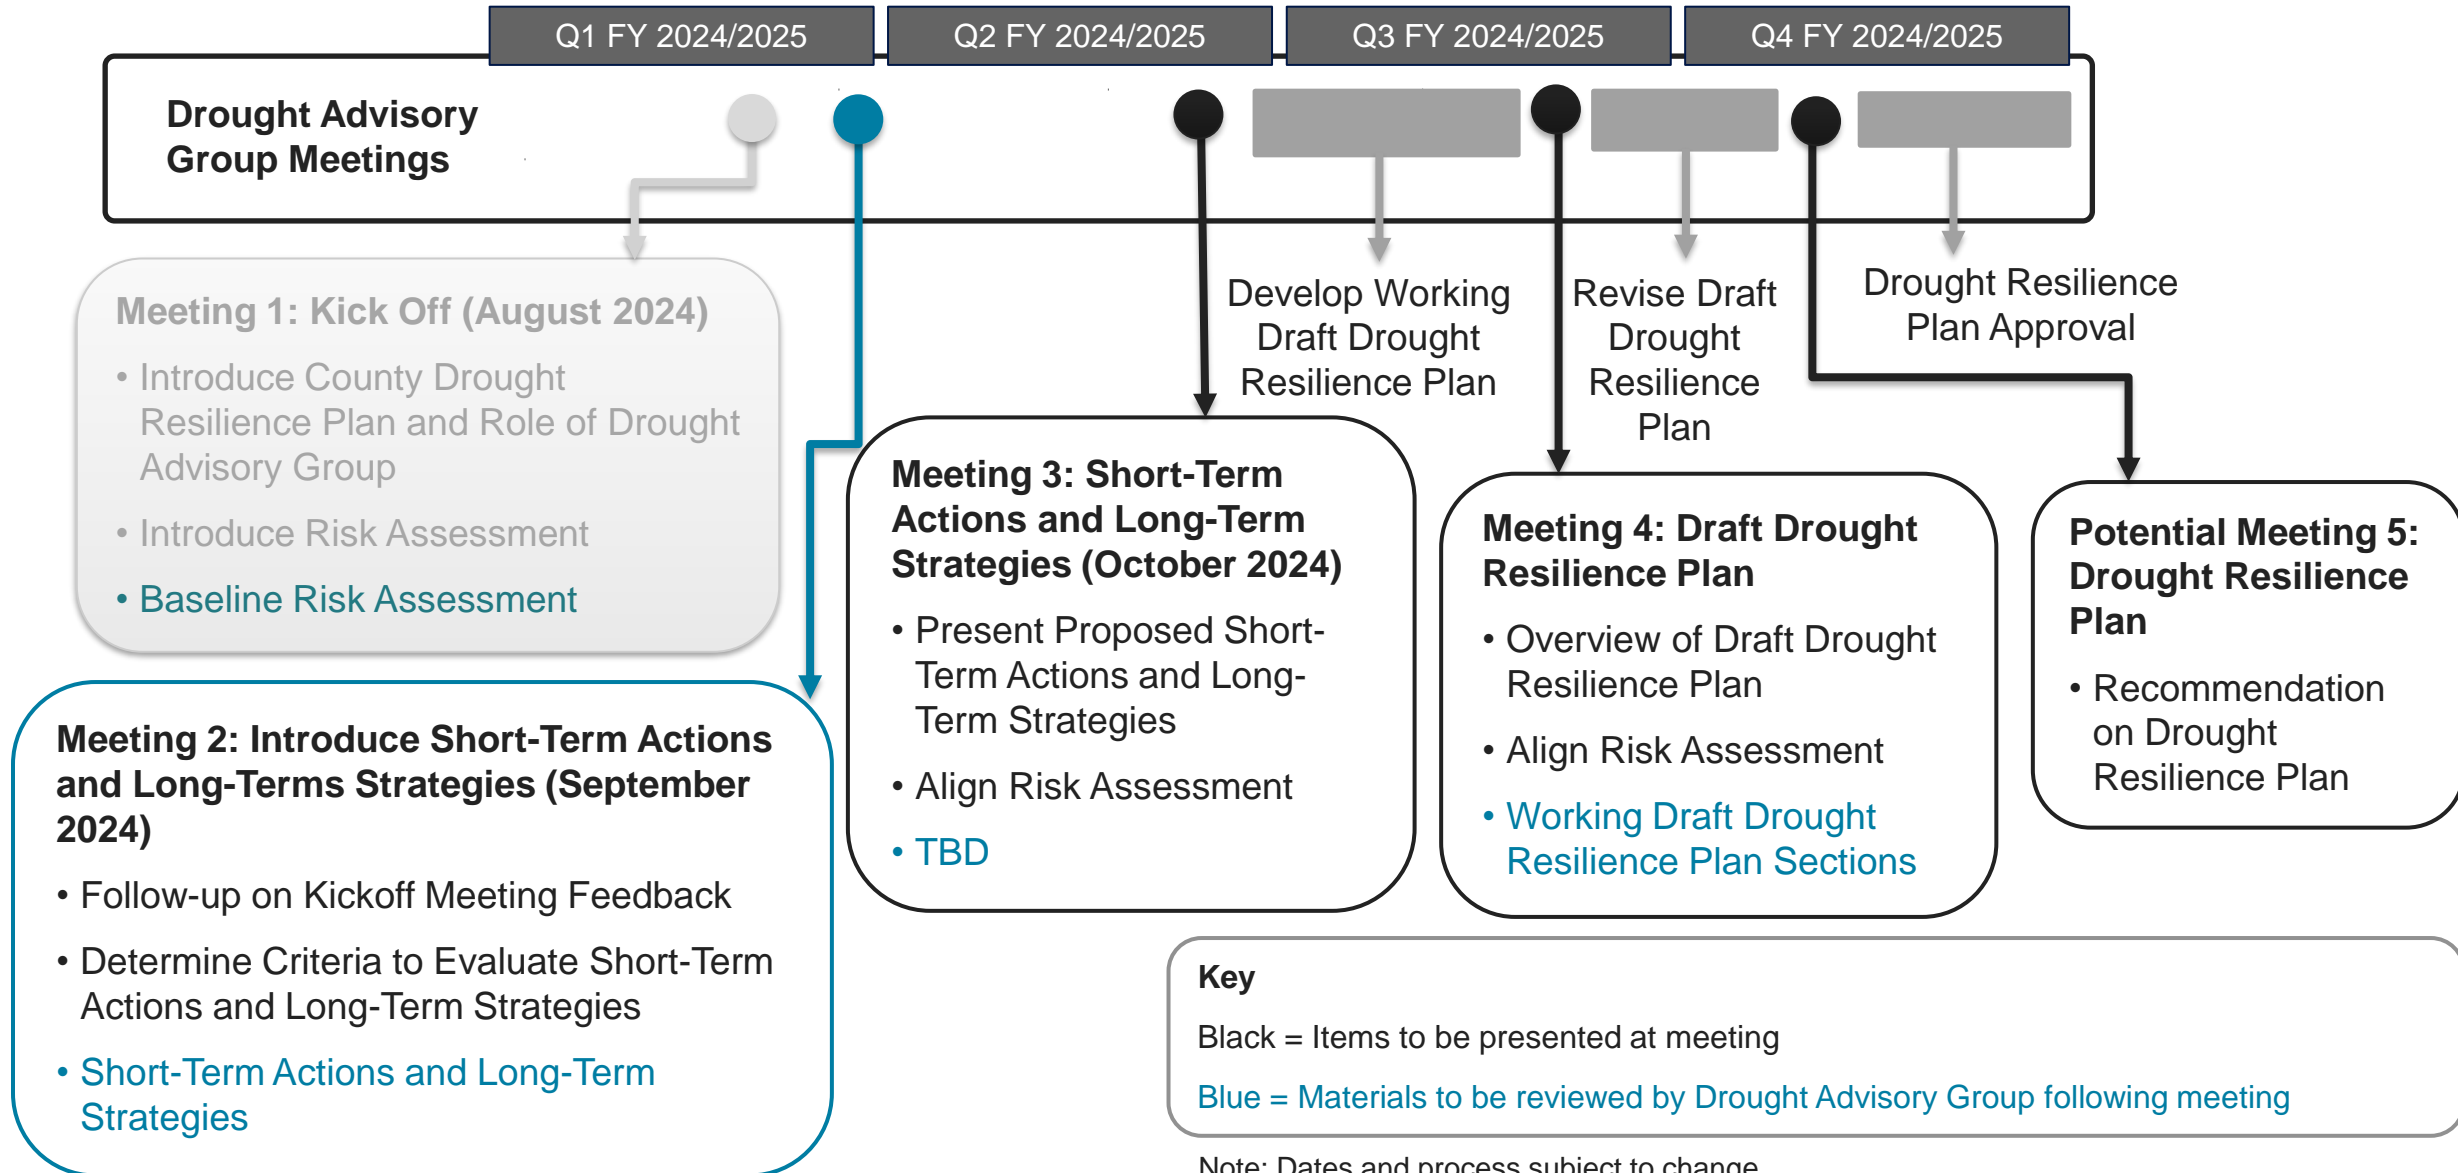 Q1 FY 2024/2025
Q2 FY 2024/2025
Q3 FY 2024/2025
Q4 FY 2024/2025
Drought Advisory
Group Meetings
Develop Working
Draft Drought
Resilience Plan
Revise Draft
Drought
Resilience
Plan
Drought Resilience
Plan Approval
Meeting 1: Kick Off (August 2024)
• Introduce County Drought
Resilience Plan and Role of Drought
Advisory Group
• Introduce Risk Assessment
• Baseline Risk Assessment
Meeting 2: Introduce Short-Term Actions
and Long-Terms Strategies (September
2024)
• Follow-up on Kickoff Meeting Feedback
• Determine Criteria to Evaluate Short-Term
Actions and Long-Term Strategies
• Short-Term Actions and Long-Term
Strategies
Meeting 3: Short-Term
Actions and Long-Term
Strategies (October 2024)
• Present Proposed Short-
Term Actions and Long-
Term Strategies
• Align Risk Assessment
• TBD
Meeting 4: Draft Drought
Resilience Plan
• Overview of Draft Drought
Resilience Plan
• Align Risk Assessment
• Working Draft Drought
Resilience Plan Sections
Potential Meeting 5:
Drought Resilience
Plan
• Recommendation
on Drought
Resilience Plan
Key
Black = Items to be presented at meeting
Blue = Materials to be reviewed by Drought Advisory Group following meeting
Note: Dates and process subject to change